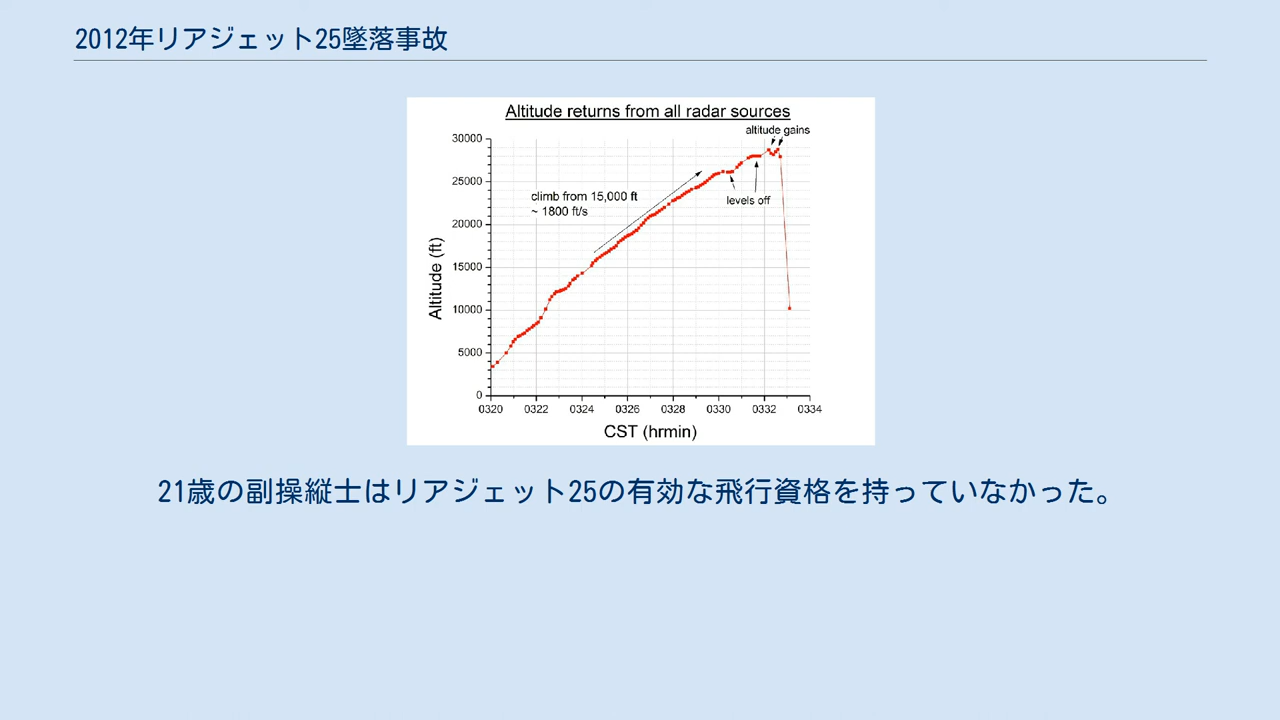 2012年リアジェット25墜落事故
Altitude returns from all radar sources
altitude gains
30000
25000
20000
15000
10000
5000
0
Altitude (ft)
climb from 15,000 ft
~ 1800 ft/s
levels off
0320 0322 0324 0326 0328 0330 0332 0334
CST (hrmin)
21歳の副操縦士はリアジェット25の有効な飛行資格を持っていなかった。